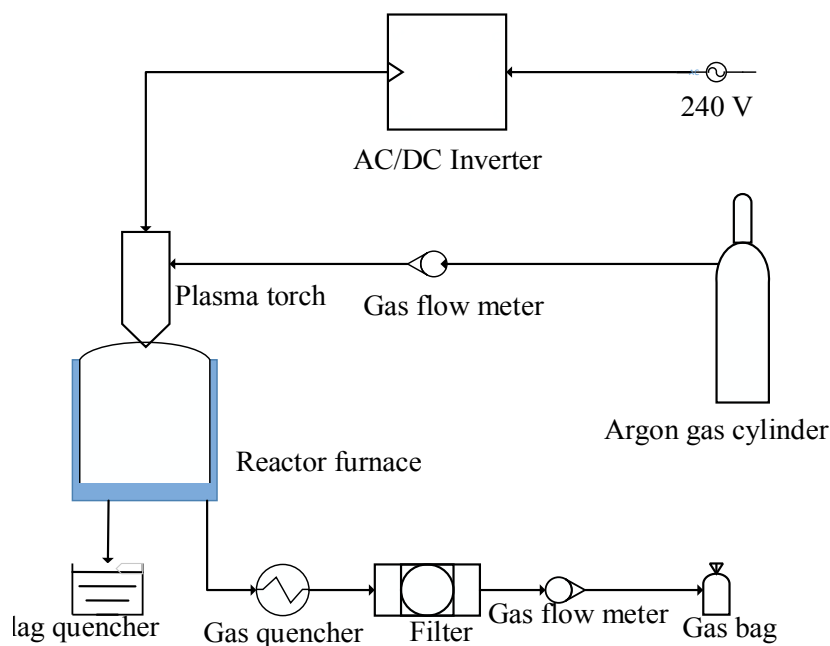 AC
240 V
AC/DC Inverter
Plasma torch
Gas flow meter
Argon gas cylinder
Reactor furnace
lag quencher
Gas quencher
Filter
Gas flow meter
Gas bag